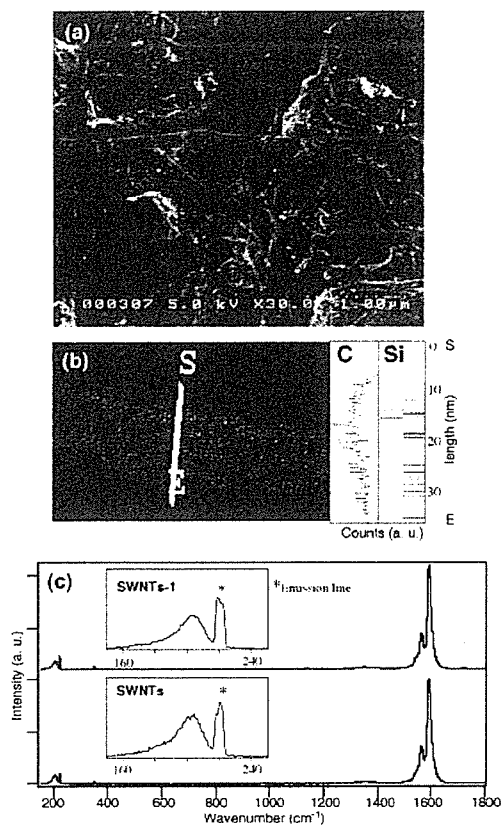 (a)
000307 5.0 kV X30.0K 1.00µm
(b)
S
E
C
Si
0
S
10
20
30
E
length (nm)
Counts (a. u.)
(c)
SWNTs-1
*
*Emission line
160
240
SWNTs
*
160
240
Intensity (a. u.)
200
400
600
800
1000
1200
1400
1600
1800
Wavenumber (cm⁻¹)